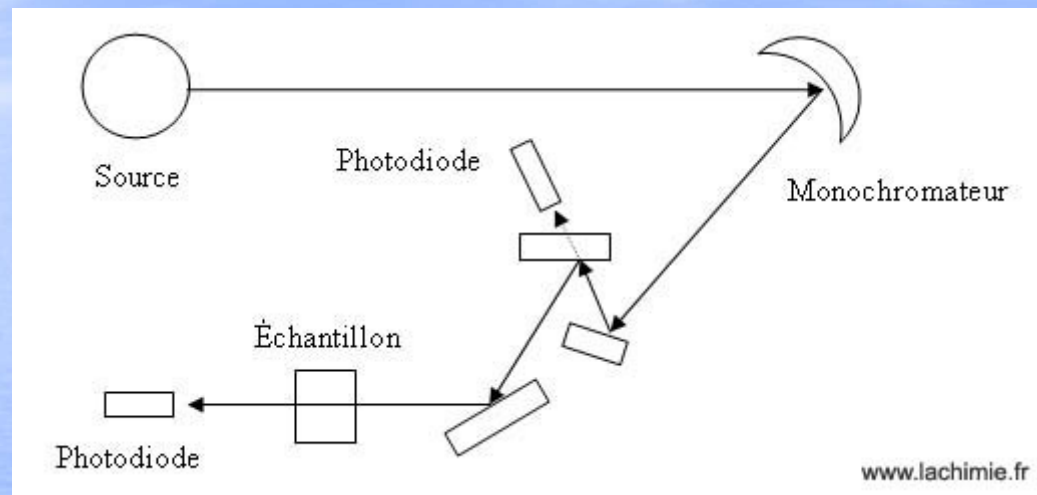 Source
Photodiode
Monochromateur
Échantillon
Photodiode
www.lachimie.fr